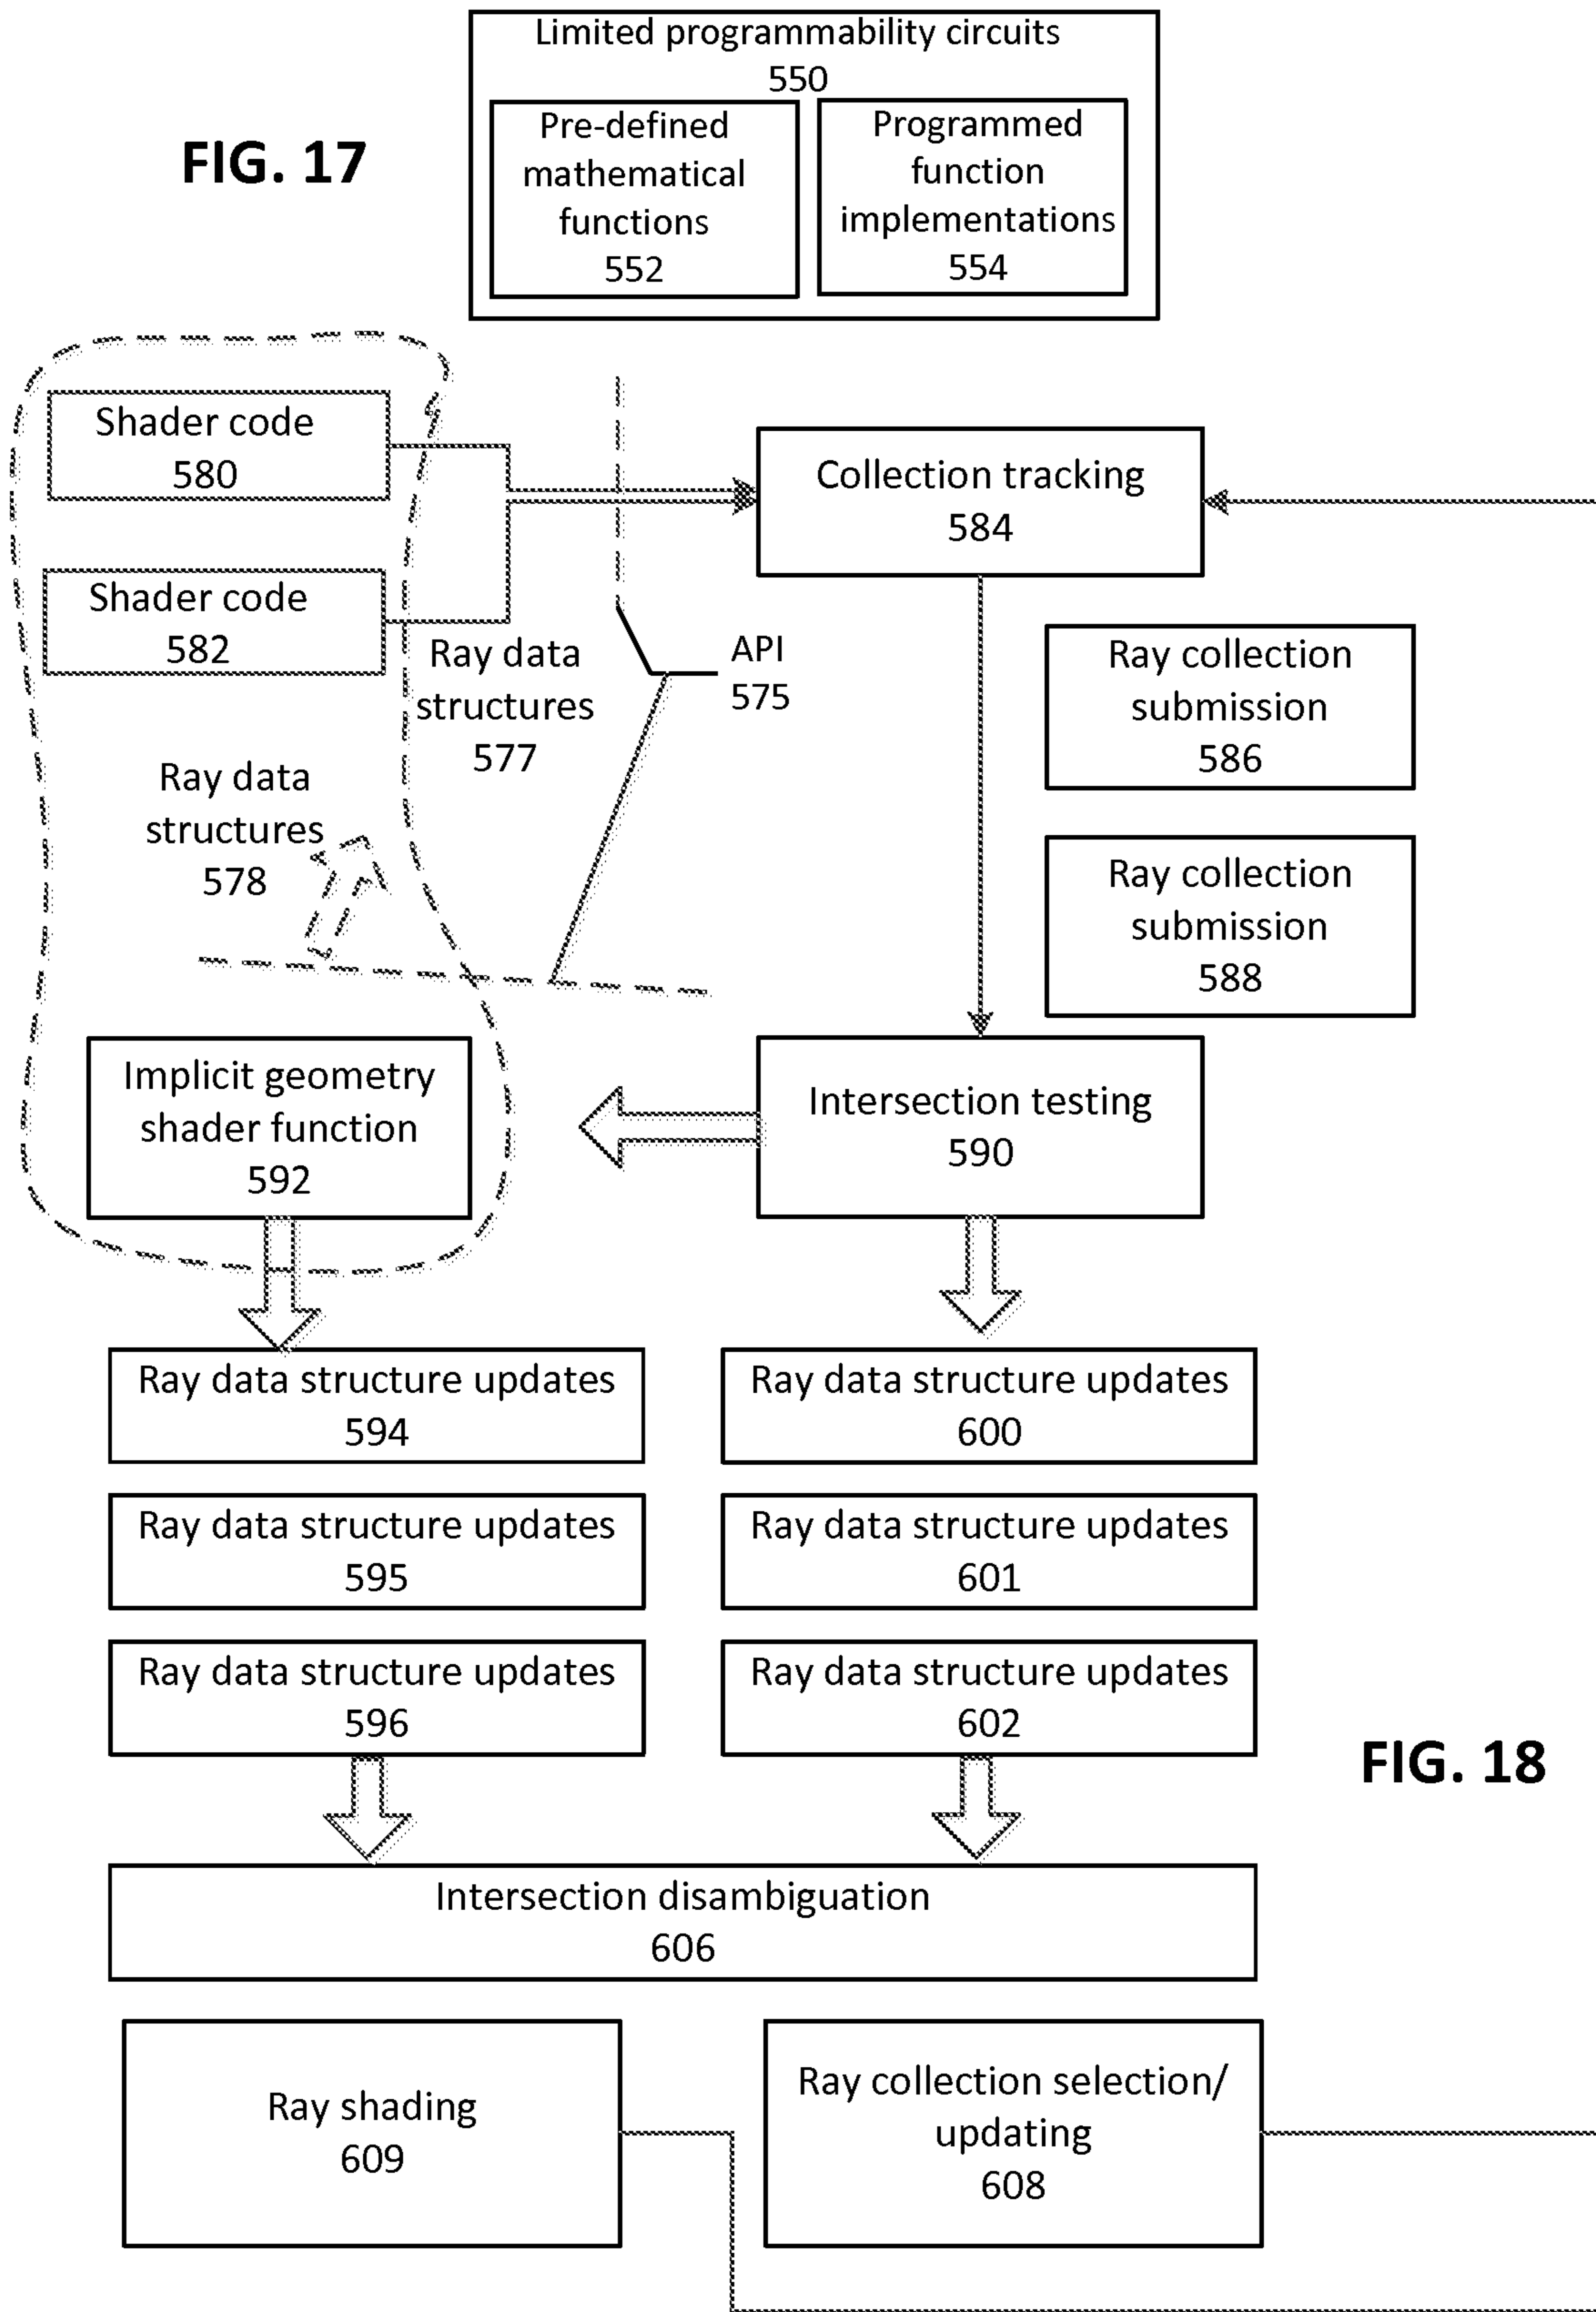 Limited programmability circuits
550
FIG. 17
Pre-defined
mathematical
functions
552
Programmed
function
implementations
554
Shader code
580
Shader code
582
Ray data
structures
577
API
575
Collection tracking
584
Ray collection
submission
586
Ray data
structures
578
Ray collection
submission
588
Implicit geometry
shader function
592
Intersection testing
590
Ray data structure updates
594
Ray data structure updates
600
Ray data structure updates
595
Ray data structure updates
601
Ray data structure updates
596
Ray data structure updates
602
FIG. 18
Intersection disambiguation
606
Ray shading
609
Ray collection selection/
updating
608